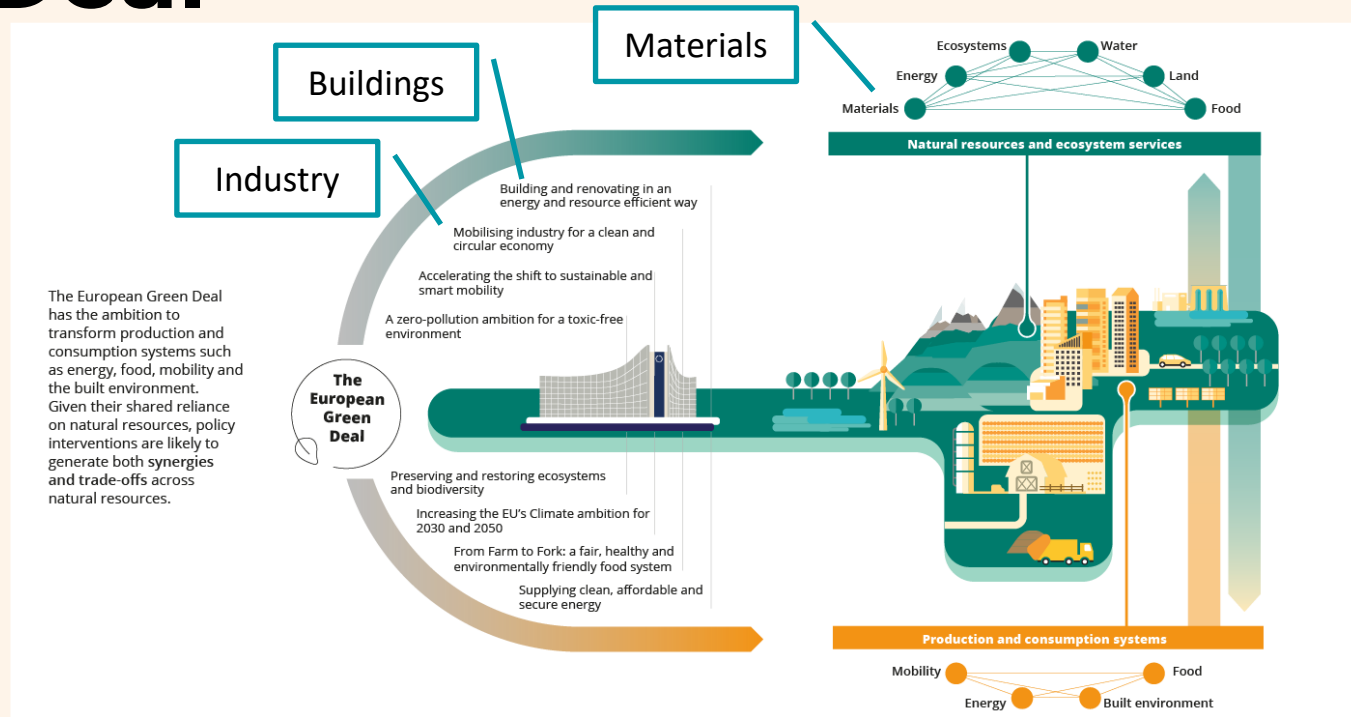 Deal
Materials
Buildings
Industry
Ecosystems
Water
Energy
Land
Materials
Food
Natural resources and ecosystem services
Building and renovating in an
energy and resource efficient way
Mobilising industry for a clean and
circular economy
Accelerating the shift to sustainable and
smart mobility
A zero-pollution ambition for a toxic-free
environment
The European Green Deal
has the ambition to
transform production and
consumption systems such
as energy, food, mobility and
the built environment.
Given their shared reliance
on natural resources, policy
interventions are likely to
generate both synergies
and trade-offs across
natural resources.
The
European
Green
Deal
Preserving and restoring ecosystems
and biodiversity
Increasing the EU's Climate ambition for
2030 and 2050
From Farm to Fork: a fair, healthy and
environmentally friendly food system
Supplying clean, affordable and
secure energy
Production and consumption systems
Mobility
Food
Energy
Built environment